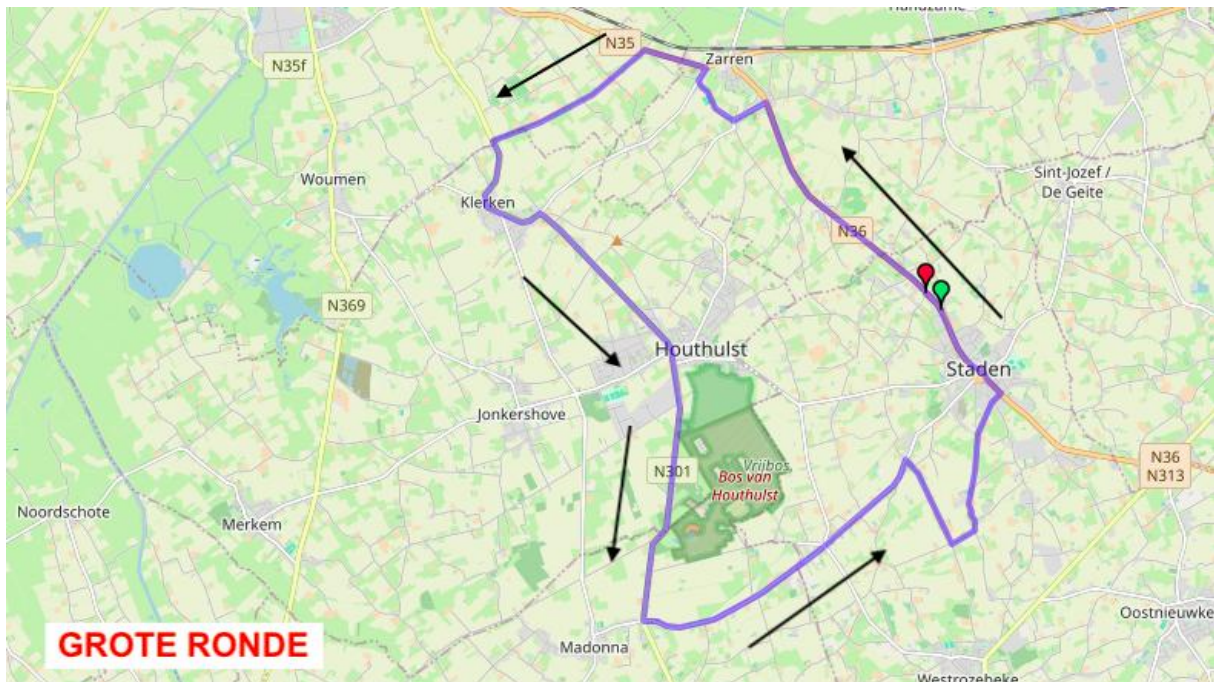 Handzame
N35
Zarren
N35f
Sint-Jozef /
De Geite
Woumen
Klerken
N36
N369
Houthulst
Staden
Jonkershove
N36
N313
N301
Vrijbos
Bos van
Houthulst
Noordschote
Merkem
Oostnieuwke
GROTE RONDE
Madonna
Westrozebeke